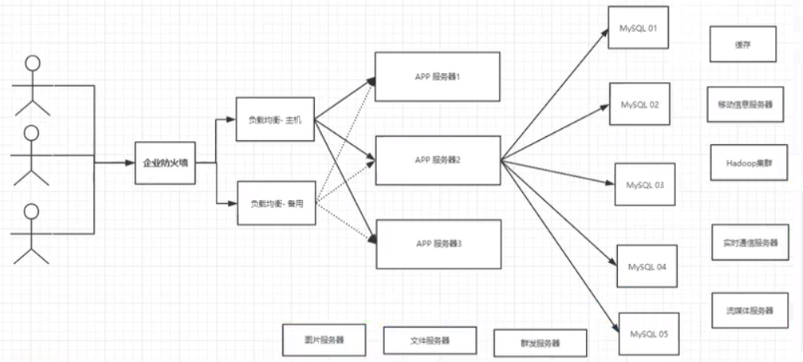 企业防火墙
负载均衡- 主机
负载均衡- 备用
APP 服务器1
APP 服务器2
APP 服务器3
MySQL 01
MySQL 02
MySQL 03
MySQL 04
MySQL 05
缓存
移动信息服务器
Hadoop集群
实时通信服务器
流媒体服务器
图片服务器
文件服务器
群发服务器